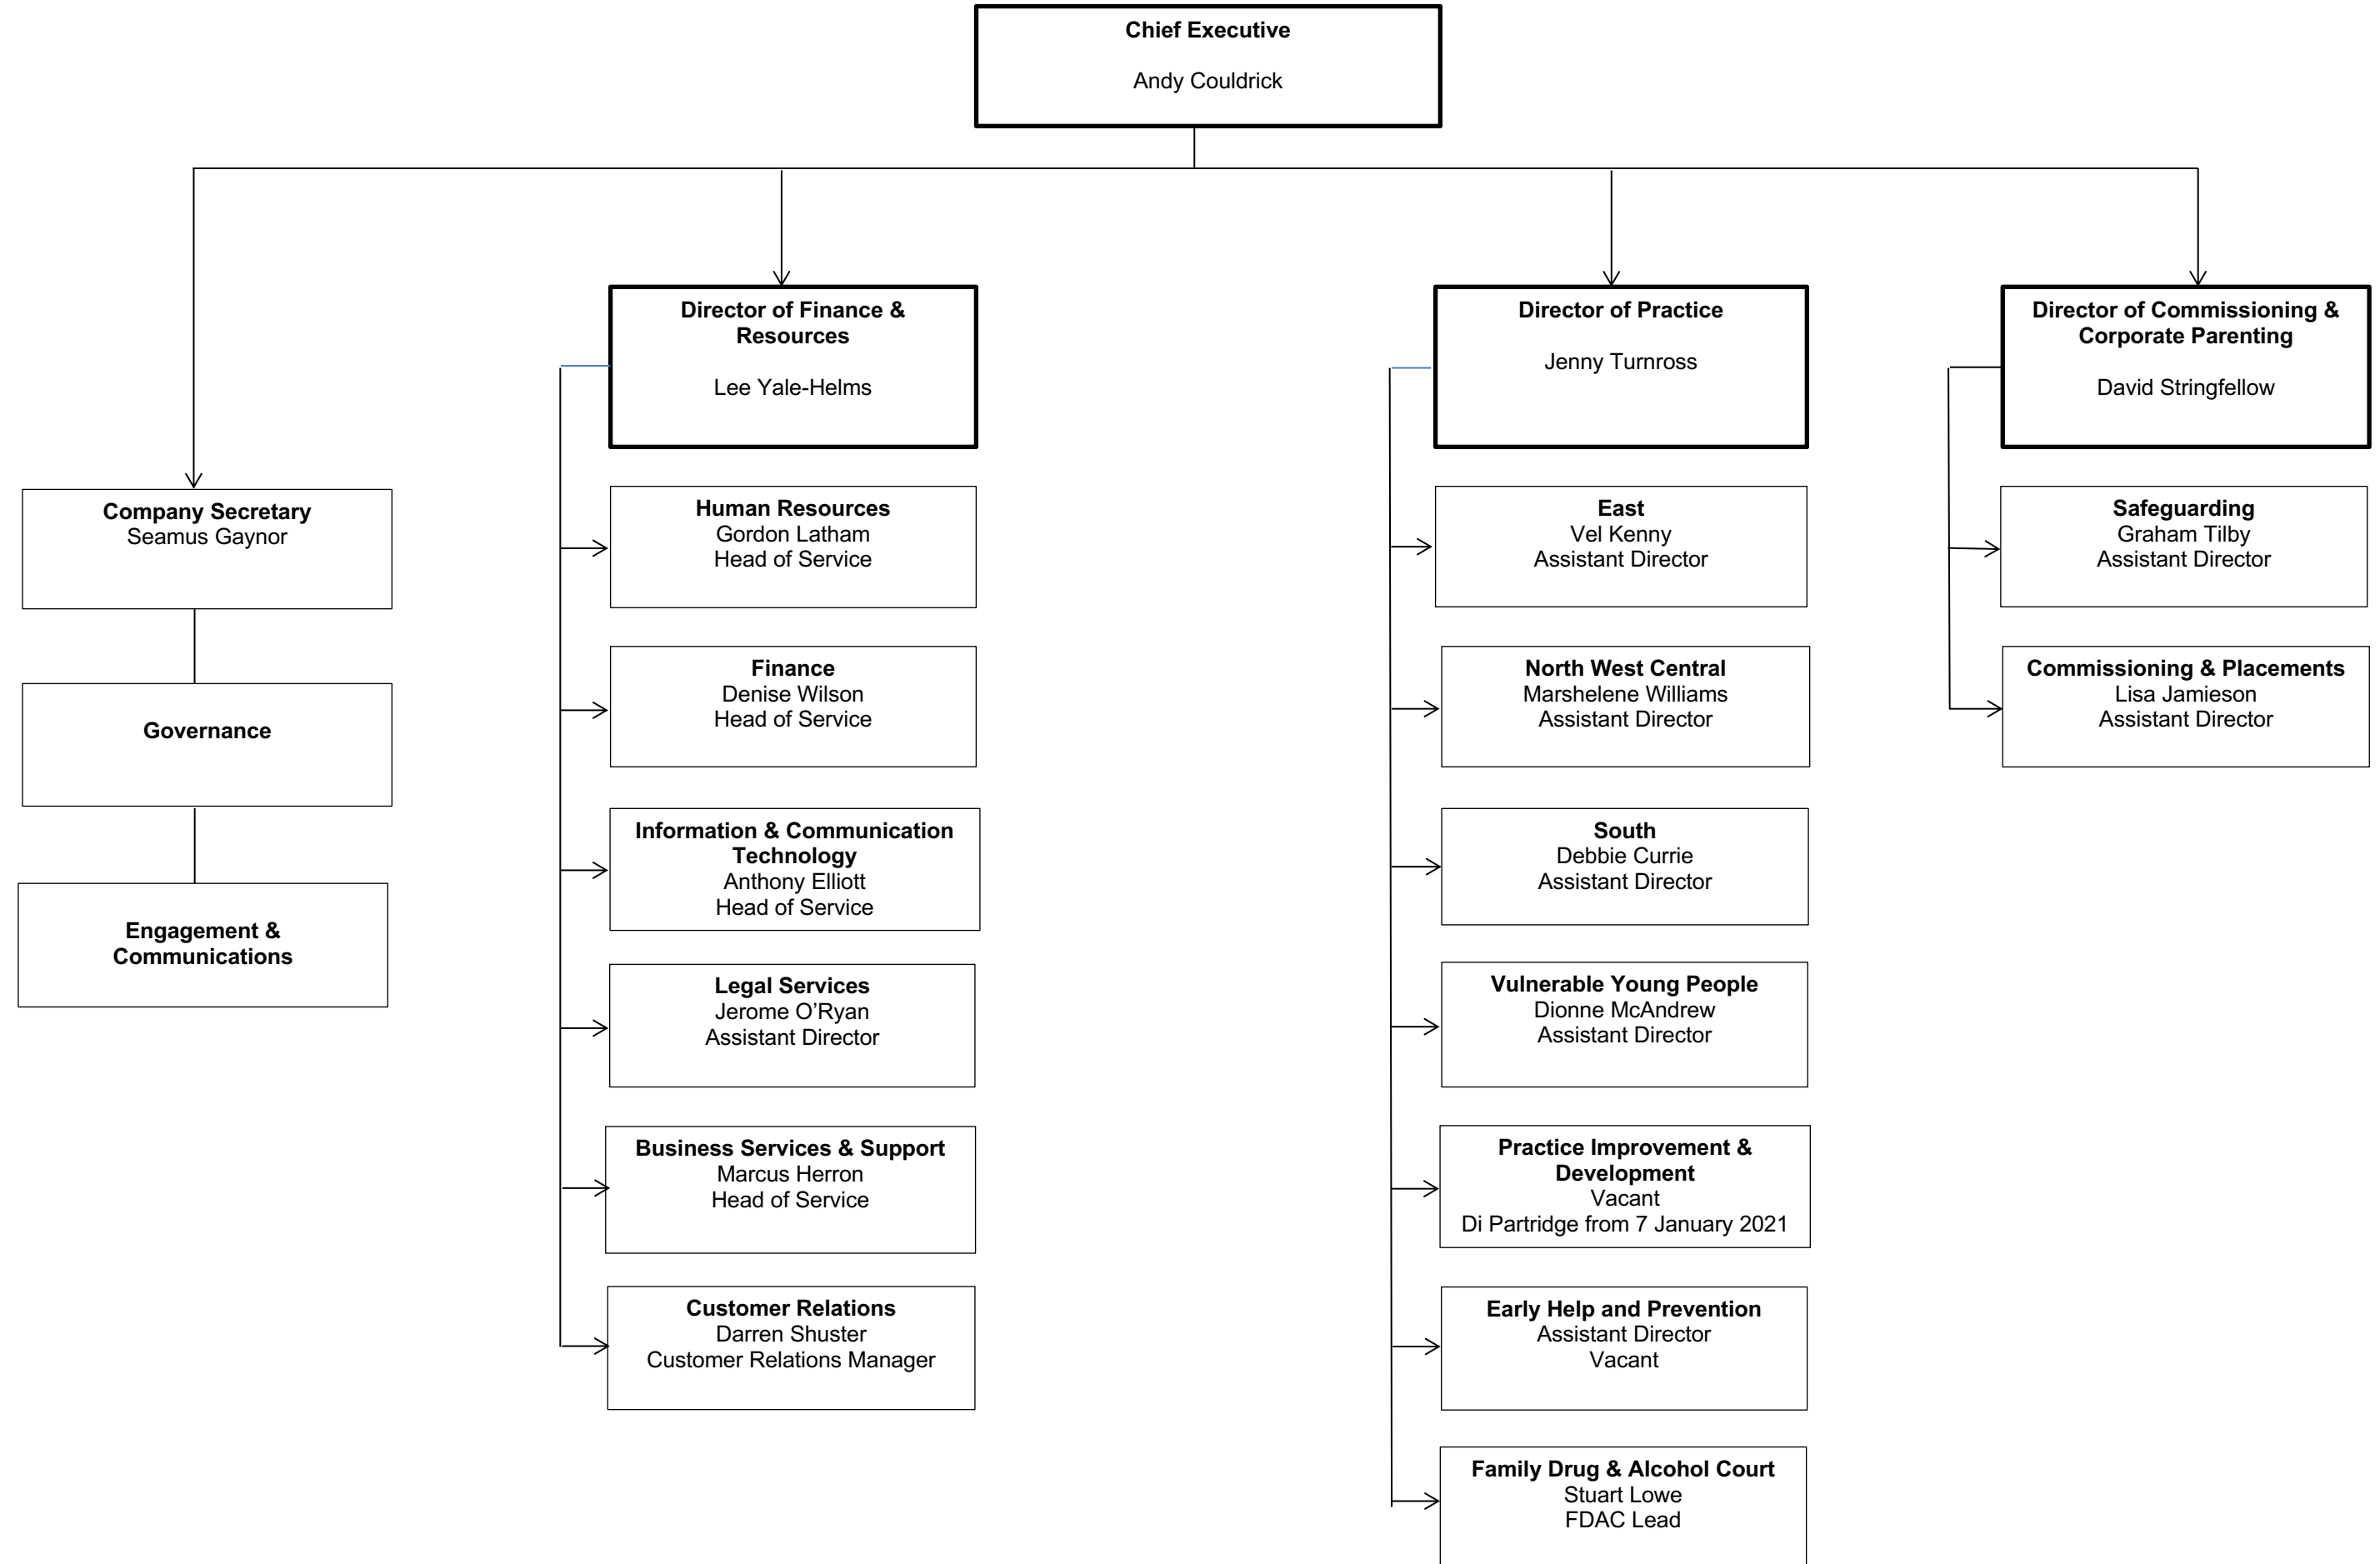 Chief Executive
Andy Couldrick
Company Secretary
Seamus Gaynor
Governance
Engagement &
Communications
Director of Finance &
Resources
Lee Yale-Helms
Human Resources
Gordon Latham
Head of Service
Finance
Denise Wilson
Head of Service
Information & Communication
Technology
Anthony Elliott
Head of Service
Legal Services
Jerome O’Ryan
Assistant Director
Business Services & Support
Marcus Herron
Head of Service
Customer Relations
Darren Shuster
Customer Relations Manager
Director of Practice
Jenny Turnross
East
Vel Kenny
Assistant Director
North West Central
Marshelene Williams
Assistant Director
South
Debbie Currie
Assistant Director
Vulnerable Young People
Dionne McAndrew
Assistant Director
Practice Improvement &
Development
Vacant
Di Partridge from 7 January 2021
Early Help and Prevention
Assistant Director
Vacant
Family Drug & Alcohol Court
Stuart Lowe
FDAC Lead
Director of Commissioning &
Corporate Parenting
David Stringfellow
Safeguarding
Graham Tilby
Assistant Director
Commissioning & Placements
Lisa Jamieson
Assistant Director